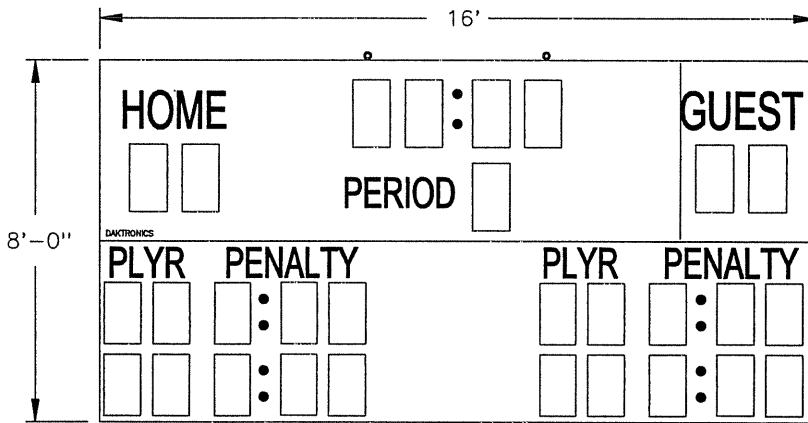 16'
HOME
GUEST
PERIOD
8'-0"
DAKTRONICS
PLYR PENALTY PLYR PENALTY